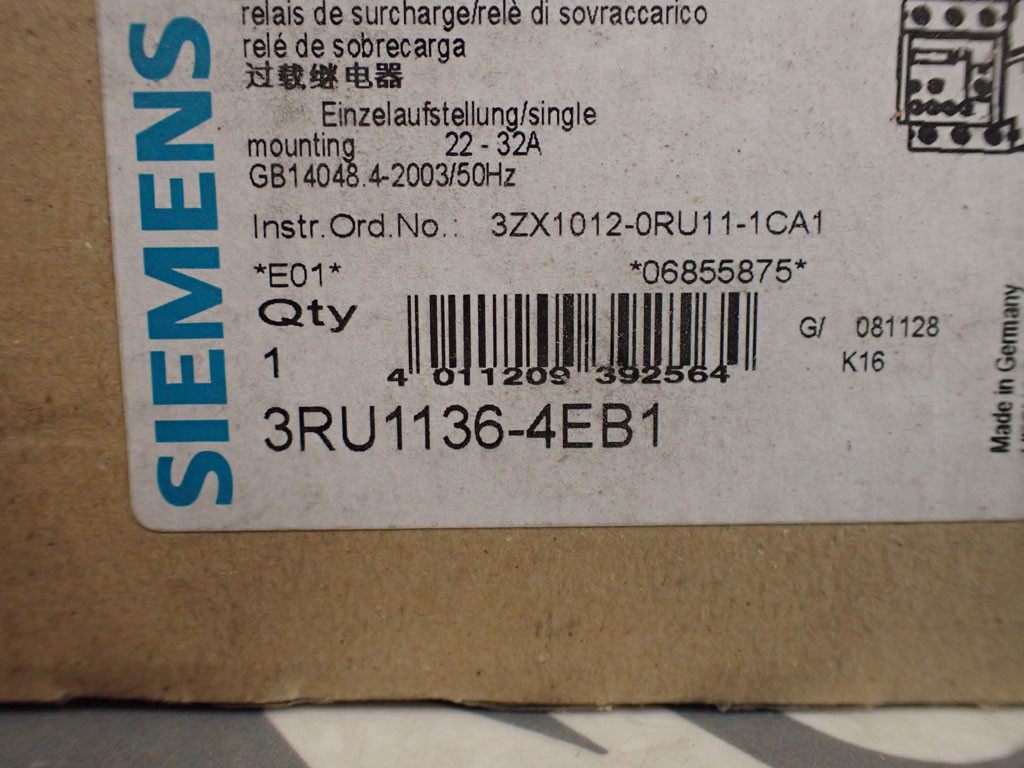 SIEMENS
relais de surcharge/relè di sovraccarico
relé de sobrecarga
过载继电器
Einzelaufstellung/single
mounting 22 - 32A
GB14048.4-2003/50Hz
Instr.Ord.No.: 3ZX1012-0RU11-1CA1
*E01* *06855875*
Qty
1
4 011209 392564
G/ 081128
K16
3RU1136-4EB1
Made in Germany